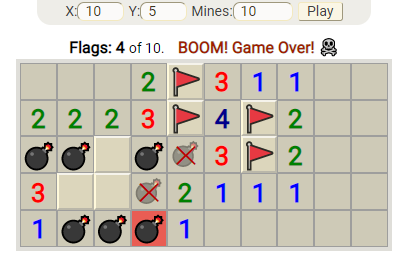 X: 10 Y: 5 Mines: 10 Play
Flags: 4 of 10. BOOM! Game Over!
2 3 1 1
2 2 2 3 4 2
3 2
3 2 1 1 1
1 1